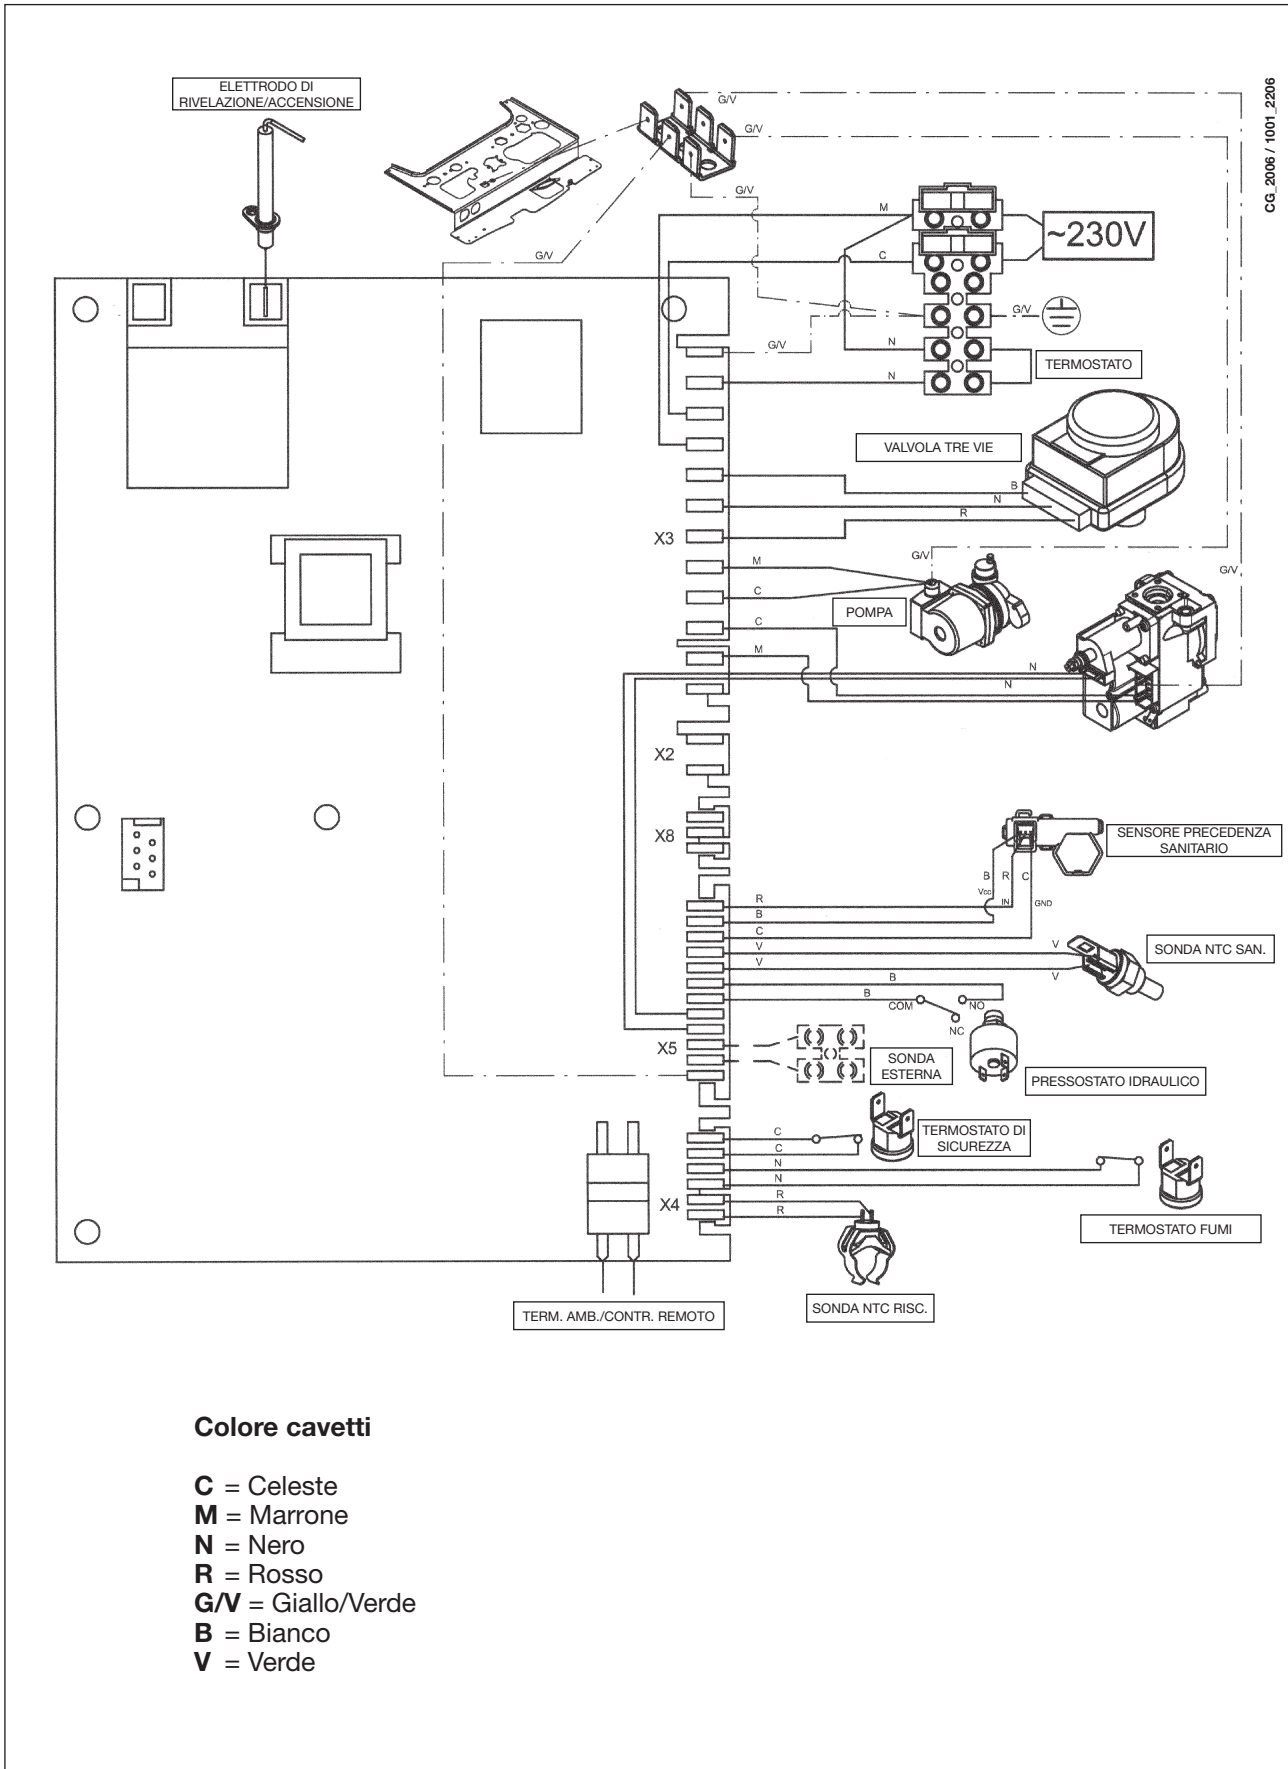 CG_2006 / 1001_2206
ELETTRODO DI
RIVELAZIONE/ACCENSIONE
G/V
G/V
G/V
M
~230V
G/V
C
G/V
G/V
N
TERMOSTATO
N
VALVOLA TRE VIE
B
N
R
X3
G/V
M
G/V
C
POMPA
C
M
N
N
X2
X8
SENSORE PRECEDENZA
SANITARIO
B R C
Vcc
IN
GND
R
B
C
V
V
V
V
SONDA NTC SAN.
B
B
COM
NO
NC
X5
SONDA
ESTERNA
PRESSOSTATO IDRAULICO
C
C
TERMOSTATO DI
SICUREZZA
N
N
R
R
X4
TERMOSTATO FUMI
SONDA NTC RISC.
TERM. AMB./CONTR. REMOTO
Colore cavetti
C = Celeste
M = Marrone
N = Nero
R = Rosso
G/V = Giallo/Verde
B = Bianco
V = Verde